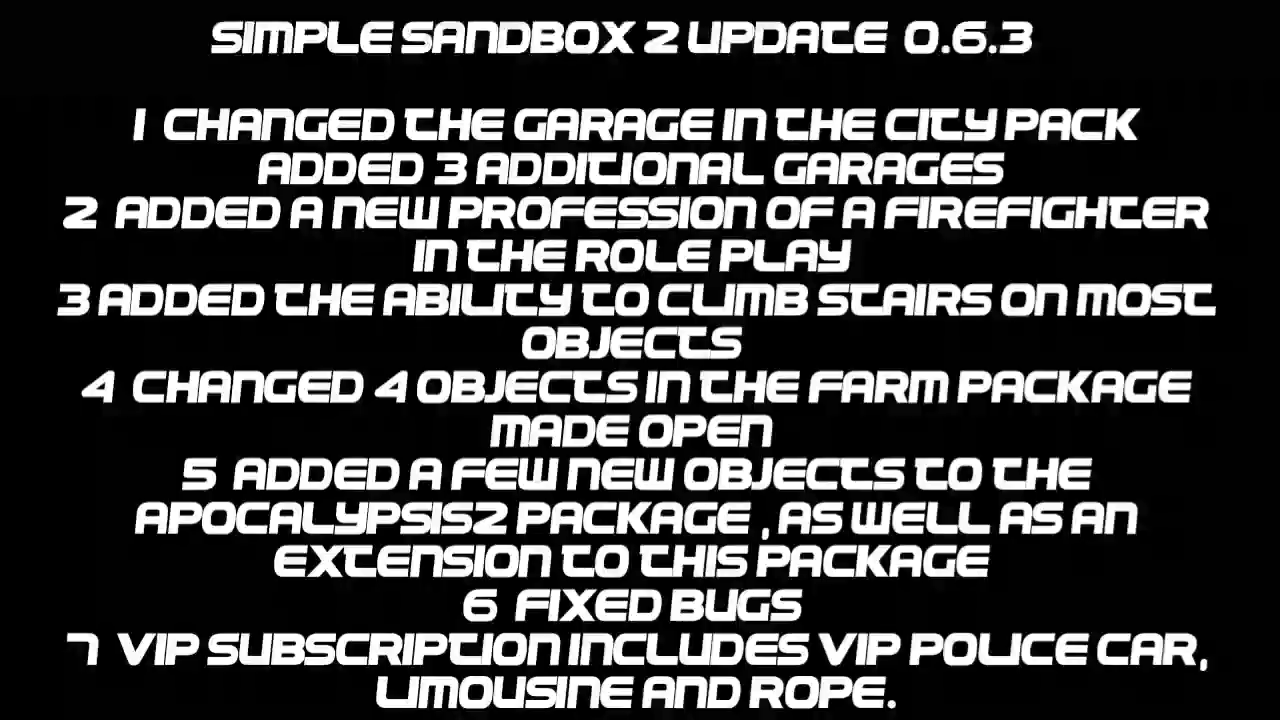 SIMPLE SANDBOX 2 UPDATE 0.6.3
1 CHANGED THE GARAGE IN THE CITY PACK
ADDED 3 ADDITIONAL GARAGES
2 ADDED A NEW PROFESSION OF A FIREFIGHTER
IN THE ROLE PLAY
3 ADDED THE ABILITY TO CLIMB STAIRS ON MOST
OBJECTS
4 CHANGED 4 OBJECTS IN THE FARM PACKAGE
MADE OPEN
5 ADDED A FEW NEW OBJECTS TO THE
APOCALYPSIS2 PACKAGE , AS WELL AS AN
EXTENSION TO THIS PACKAGE
6 FIXED BUGS
7 VIP SUBSCRIPTION INCLUDES VIP POLICE CAR,
LIMOUSINE AND ROPE.